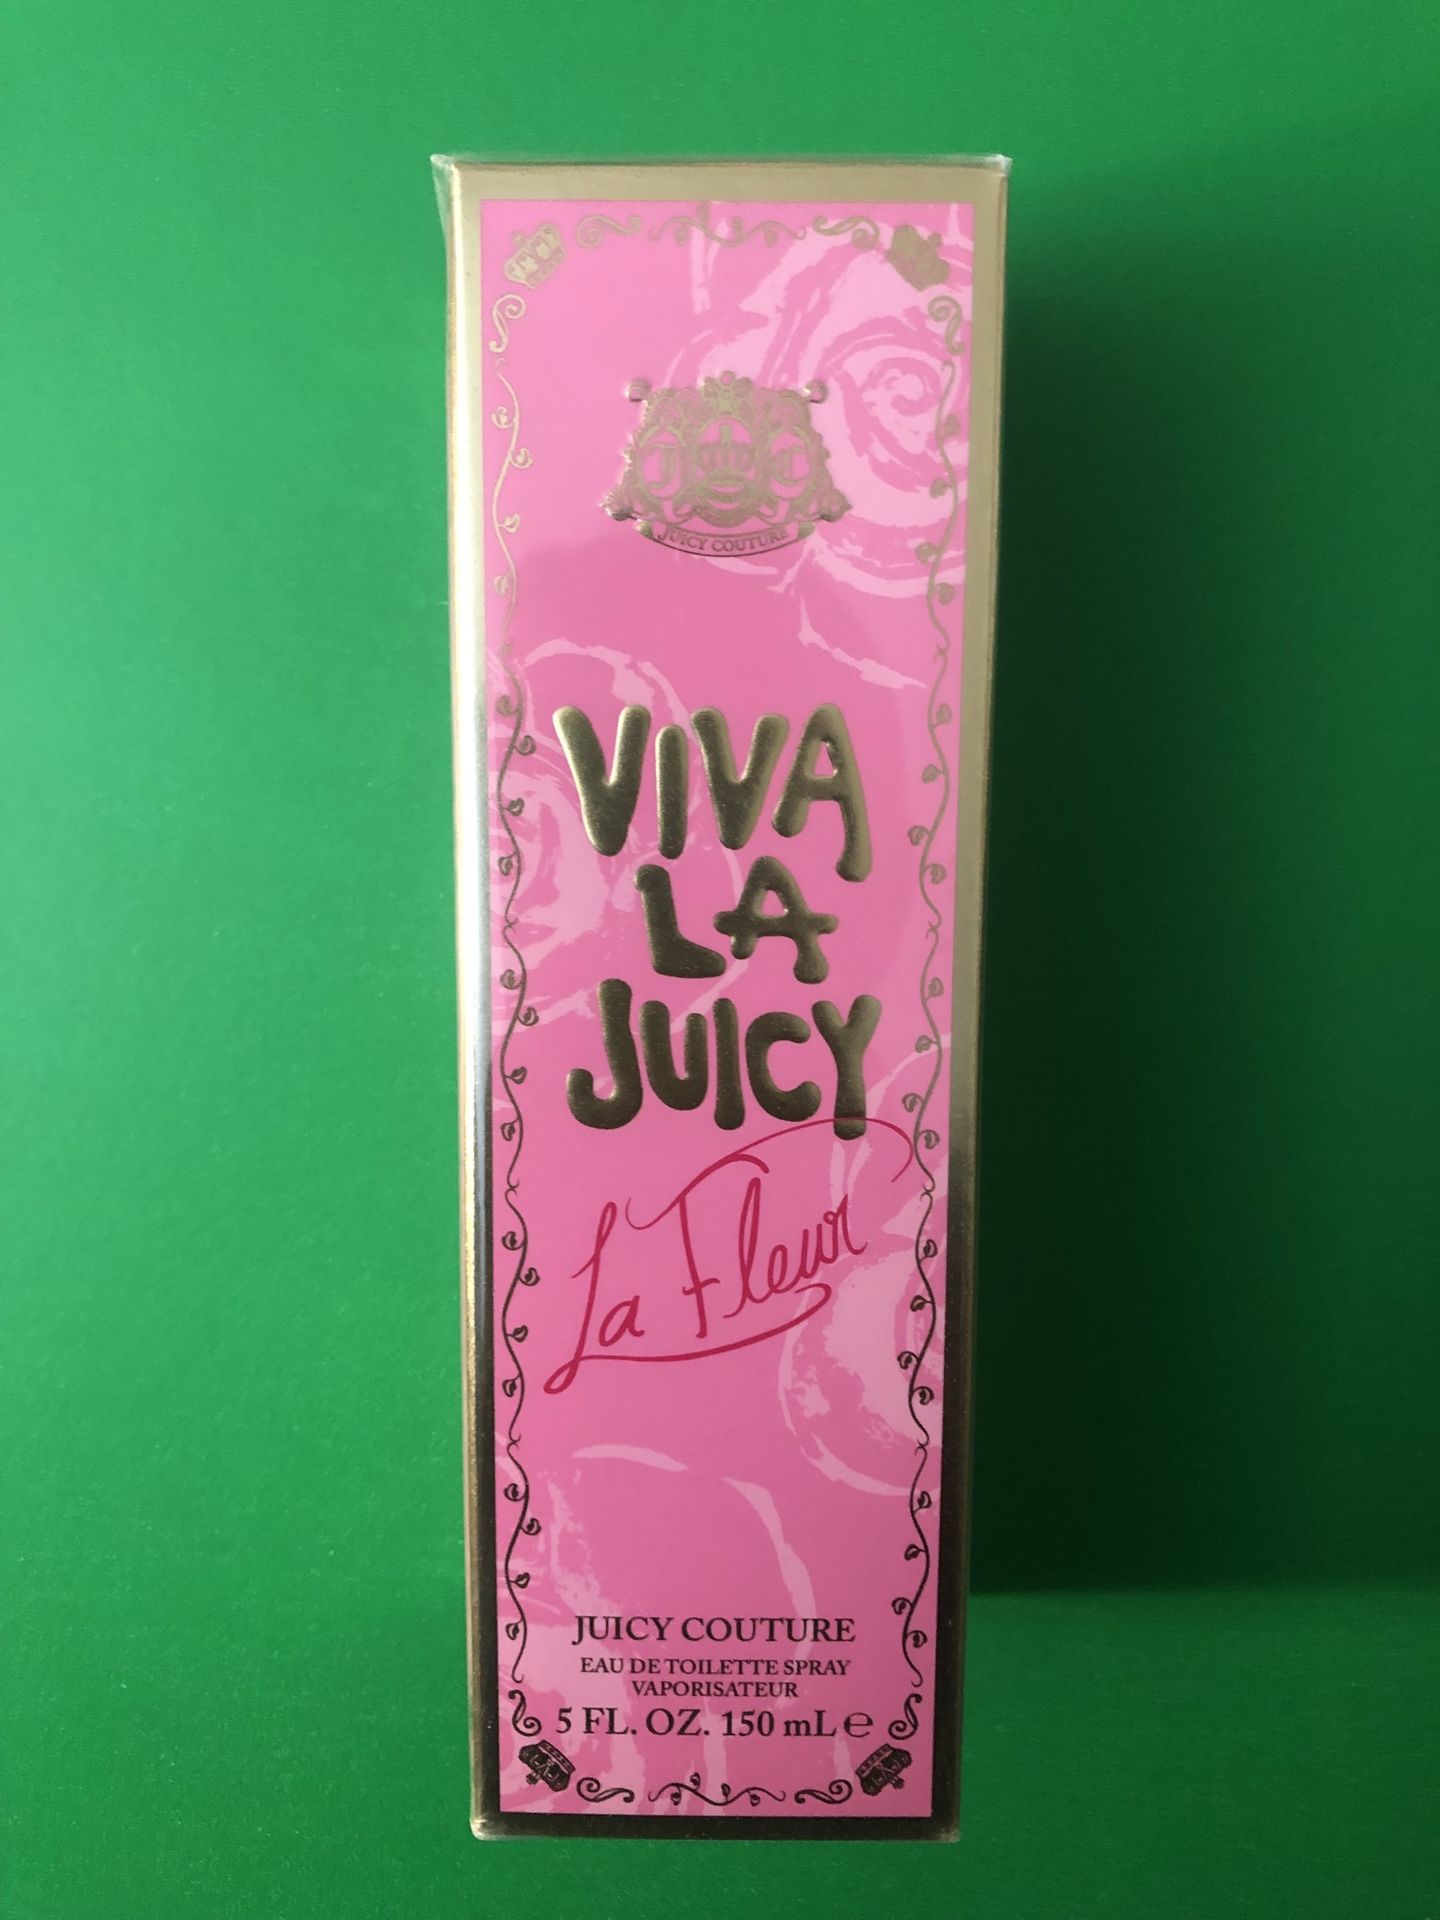 J C
JUICY COUTURE
VIVA
LA
JUICY
La Fleur
JUICY COUTURE
EAU DE TOILETTE SPRAY
VAPORISATEUR
5 FL. OZ. 150 mL ℮